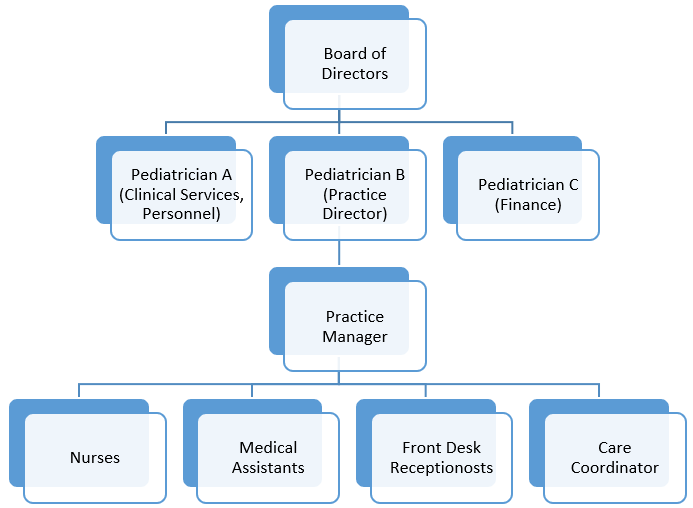 Board of
Directors
Pediatrician A
(Clinical Services,
Personnel)
Pediatrician B
(Practice
Director)
Pediatrician C
(Finance)
Practice
Manager
Nurses
Medical
Assistants
Front Desk
Receptionosts
Care
Coordinator